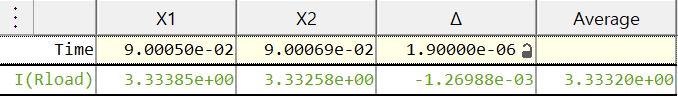 X1 X2 Δ Average
Time 9.00050e-02 9.00069e-02 1.90000e-06
I(Rload) 3.33385e+00 3.33258e+00 -1.26988e-03 3.33320e+00